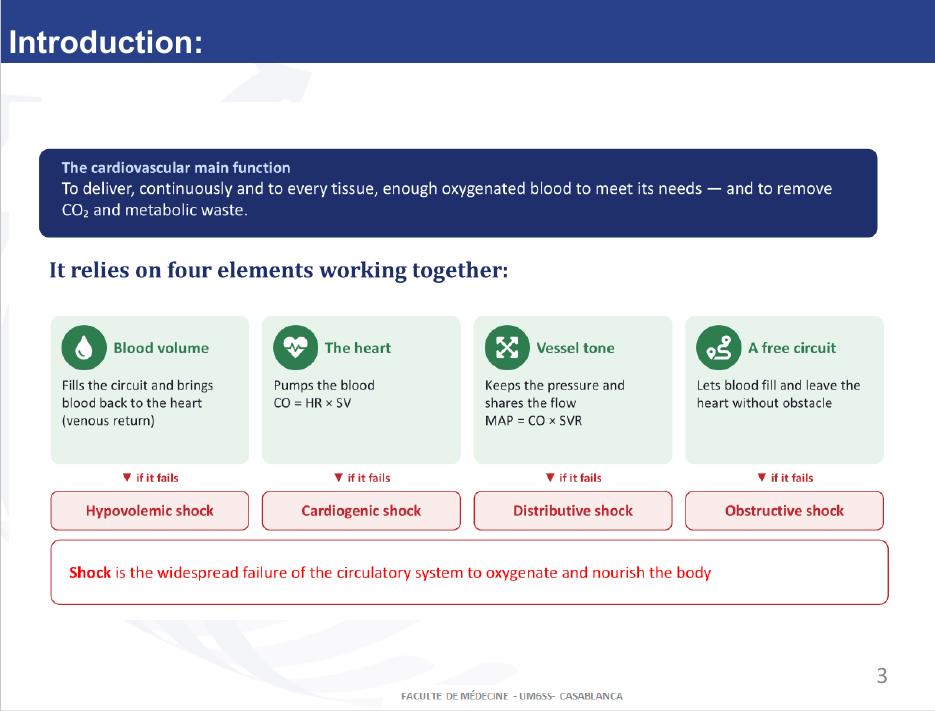 Introduction:
The cardiovascular main function
To deliver, continuously and to every tissue, enough oxygenated blood to meet its needs — and to remove
CO₂ and metabolic waste.
It relies on four elements working together:
Blood volume
Fills the circuit and brings
blood back to the heart
(venous return)
The heart
Pumps the blood
CO = HR × SV
Vessel tone
Keeps the pressure and
shares the flow
MAP = CO × SVR
A free circuit
Lets blood fill and leave the
heart without obstacle
▼ if it fails
▼ if it fails
▼ if it fails
▼ if it fails
Hypovolemic shock
Cardiogenic shock
Distributive shock
Obstructive shock
Shock is the widespread failure of the circulatory system to oxygenate and nourish the body
3
FACULTE DE MÉDECINE - UM6SS- CASABLANCA